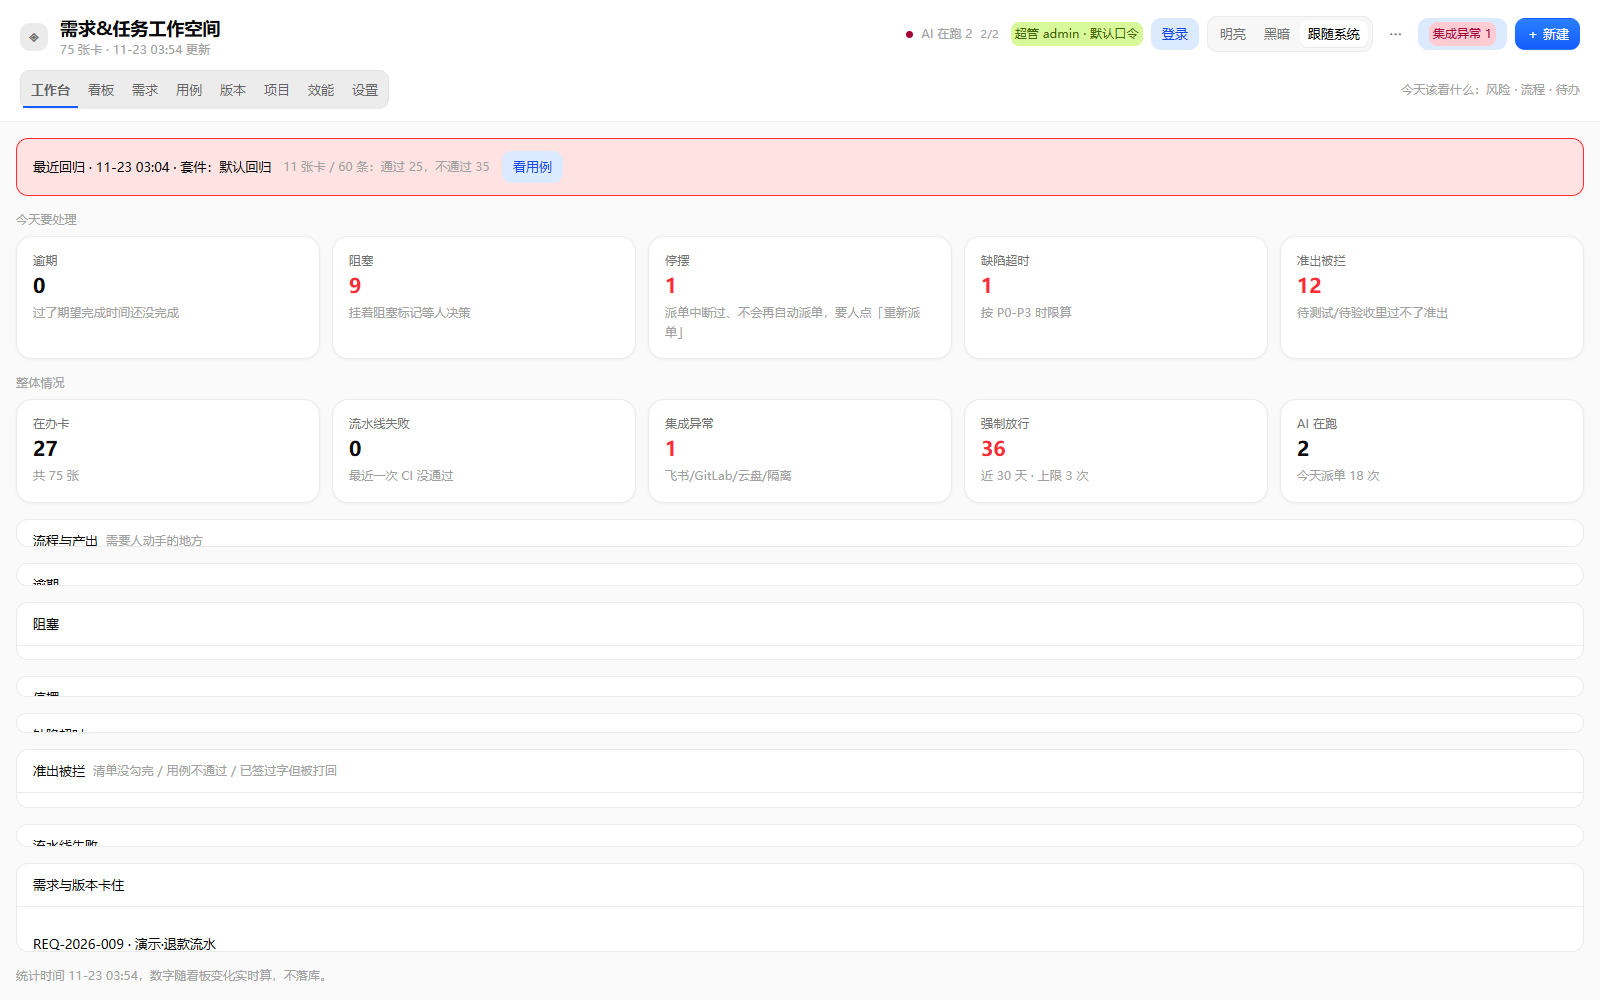 需求&任务工作空间
75 张卡 · 11-23 03:54 更新
AI 在跑 2 2/2
超管 admin · 默认口令
登录
明亮 黑暗 跟随系统
···
集成异常 1
+ 新建
工作台 看板 需求 用例 版本 项目 效能 设置
今天该看什么：风险 · 流程 · 待办
最近回归 · 11-23 03:04 · 套件：默认回归 11 张卡 / 60 条：通过 25，不通过 35 看用例
今天要处理
逾期
0
过了期望完成时间还没完成
阻塞
9
挂着阻塞标记等人决策
停摆
1
派单中断过、不会再自动派单，要人点「重新派
单」
缺陷超时
1
按 P0-P3 时限算
准出被拦
12
待测试/待验收里过不了准出
整体情况
在办卡
27
共 75 张
流水线失败
0
最近一次 CI 没通过
集成异常
1
飞书/GitLab/云盘/隔离
强制放行
36
近 30 天 · 上限 3 次
AI 在跑
2
今天派单 18 次
流程与产出 需要人动手的地方
逾期
阻塞
停摆
缺陷超时
准出被拦 清单没勾完 / 用例不通过 / 已签过字但被打回
流水线失败
需求与版本卡住
REQ-2026-009 · 演示·退款流水
统计时间 11-23 03:54，数字随看板变化实时算，不落库。